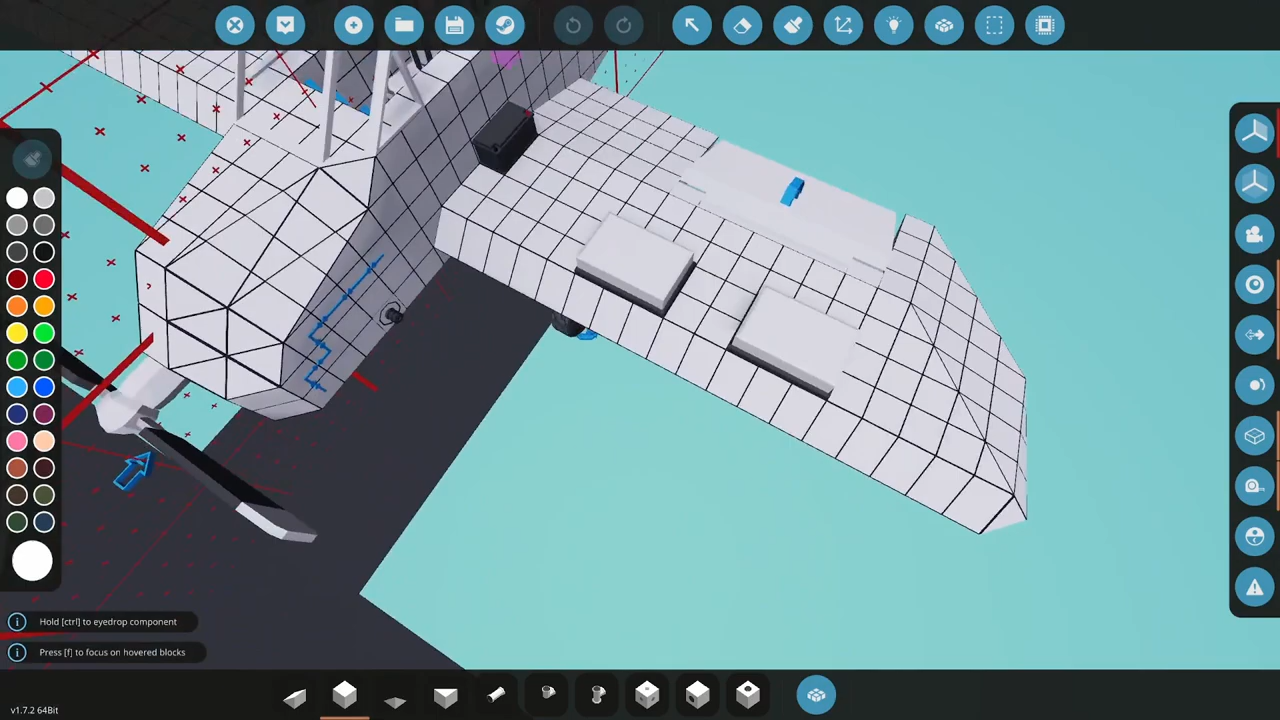 Hold [ctrl] to eyedrop component
Press [f] to focus on hovered blocks
v1.7.2 64Bit